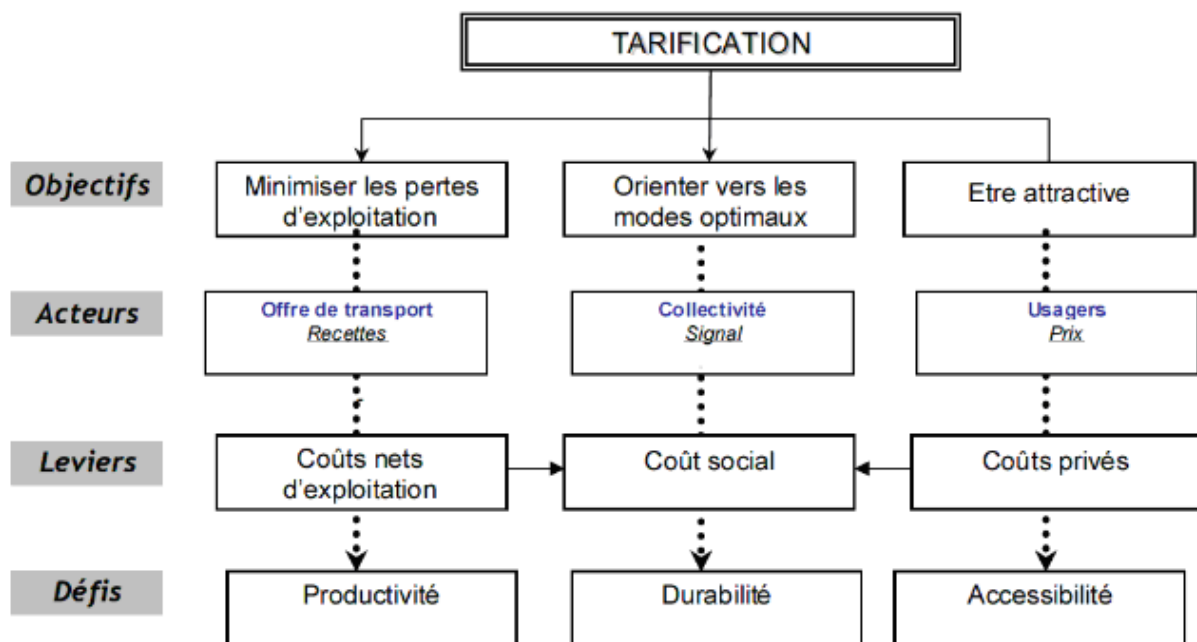 TARIFICATION
Objectifs
Minimiser les pertes
d'exploitation
Orienter vers les
modes optimaux
Etre attractive
Acteurs
Offre de transport
Recettes
Collectivité
Signal
Usagers
Prix
Leviers
Coûts nets
d'exploitation
Coût social
Coûts privés
Défis
Productivité
Durabilité
Accessibilité